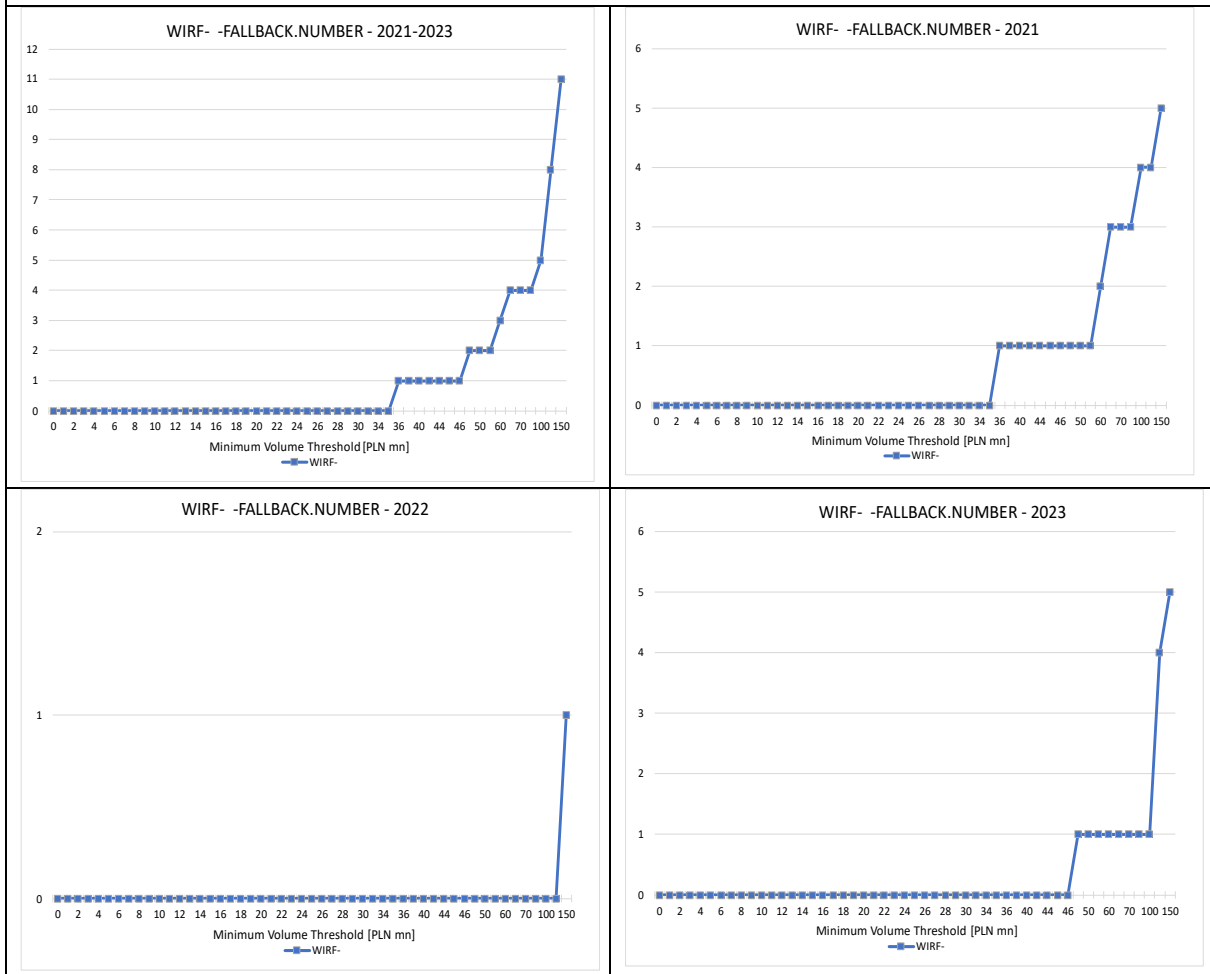 WIRF- -FALLBACK.NUMBER - 2021-2023
12
11
10
9
8
7
6
5
4
3
2
1
0
0 2 4 6 8 10 12 14 16 18 20 22 24 26 28 30 34 36 40 44 46 50 60 70 100 150
Minimum Volume Threshold [PLN mn]
WIRF-
WIRF- -FALLBACK.NUMBER - 2021
6
5
4
3
2
1
0
0 2 4 6 8 10 12 14 16 18 20 22 24 26 28 30 34 36 40 44 46 50 60 70 100 150
Minimum Volume Threshold [PLN mn]
WIRF-
WIRF- -FALLBACK.NUMBER - 2022
2
1
0
0 2 4 6 8 10 12 14 16 18 20 22 24 26 28 30 34 36 40 44 46 50 60 70 100 150
Minimum Volume Threshold [PLN mn]
WIRF-
WIRF- -FALLBACK.NUMBER - 2023
6
5
4
3
2
1
0
0 2 4 6 8 10 12 14 16 18 20 22 24 26 28 30 34 36 40 44 46 50 60 70 100 150
Minimum Volume Threshold [PLN mn]
WIRF-